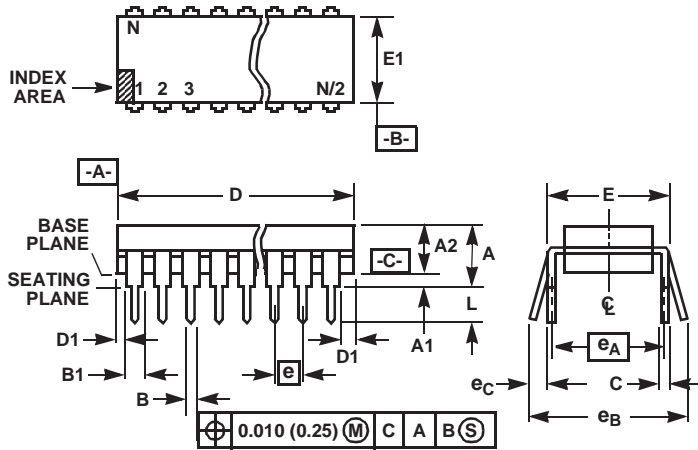 N
E1
INDEX
AREA
1 2 3 N/2
-B-
-A-
D
E
BASE
PLANE
A2
A
-C-
SEATING
PLANE
L
C
L
D1
A1
D1
eA
B1
e
eC
C
B
eB
0.010 (0.25) M C A B S